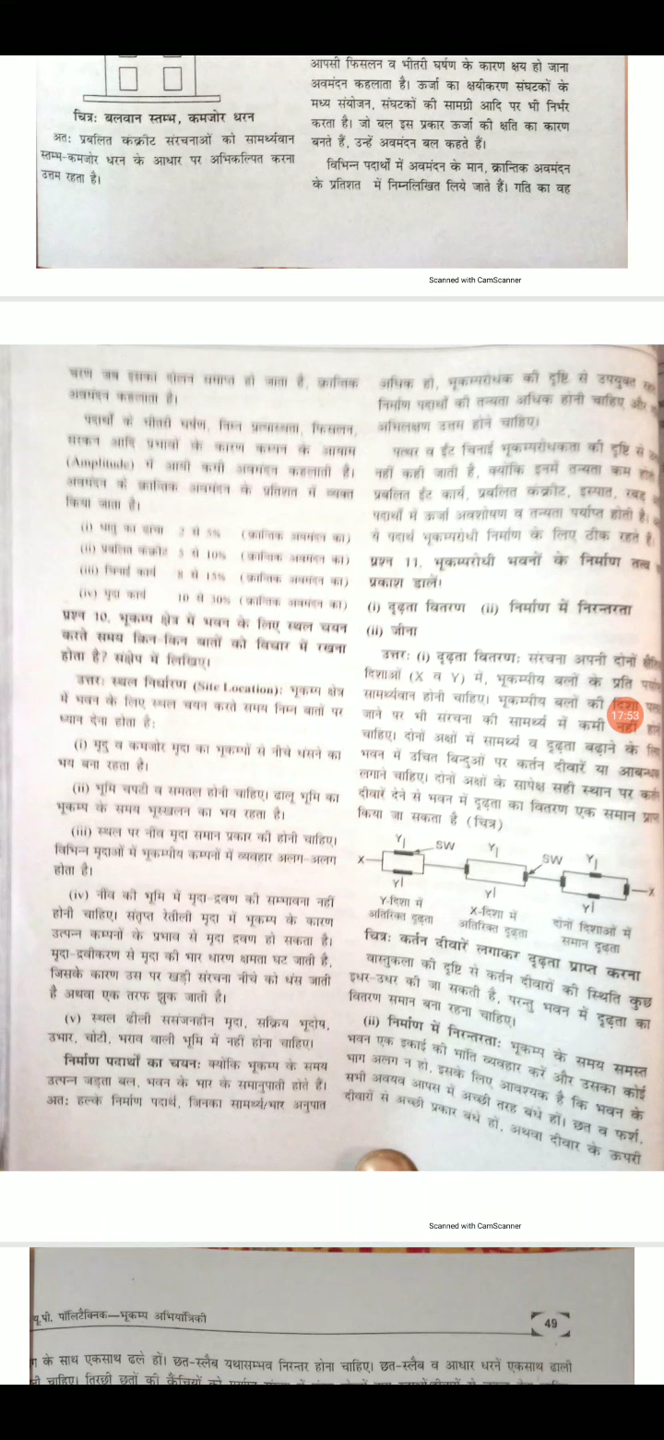 चित्रः बलवान स्तम्भ, कमजोर धरन
अतः प्रबलित कंक्रीट संरचनाओं को सामर्थ्यवान
स्तम्भ-कमजोर धरन के आधार पर अभिकल्पित करना
उत्तम रहता है।
आपसी फिसलन व भीतरी घर्षण के कारण क्षय हो जाना
अवमंदन कहलाता है। ऊर्जा का क्षयीकरण संघटकों के
मध्य संयोजन, संघटकों की सामग्री आदि पर भी निर्भर
करता है। जो बल इस प्रकार ऊर्जा की क्षति का कारण
बनते हैं, उन्हें अवमंदन बल कहते हैं।
विभिन्न पदार्थों में अवमंदन के मान, क्रान्तिक अवमंदन
के प्रतिशत में निम्नलिखित लिये जाते हैं। गति का वह
Scanned with CamScanner
चरण जब इसका दोलन समाप्त हो जाता है, क्रान्तिक
अवमंदन कहलाता है।
पदार्थों के भीतरी घर्षण, निम्न प्रत्यास्थता, फिसलन,
सरकन आदि प्रभावों के कारण कम्पन के आयाम
(Amplitude) में आयी कमी अवमंदन कहलाती है।
अवमंदन को क्रान्तिक अवमंदन के प्रतिशत में व्यक्त
किया जाता है।
(i) धातु का ढांचा 2 से 5% (क्रान्तिक अवमंदन का)
(ii) प्रबलित कंक्रीट 5 से 10% (क्रान्तिक अवमंदन का)
(iii) चिनाई कार्य 8 से 15% (क्रान्तिक अवमंदन का)
(iv) मृदा कार्य 10 से 30% (क्रान्तिक अवमंदन का)
प्रश्न 10. भूकम्प क्षेत्र में भवन के लिए स्थल चयन
करते समय किन-किन बातों को विचार में रखना
होता है? संक्षेप में लिखिए।
उत्तरः स्थल निर्धारण (Site Location): भूकम्प क्षेत्र
में भवन के लिए स्थल चयन करते समय निम्न बातों पर
ध्यान देना होता है:
(i) मृदु व कमजोर मृदा का भूकम्पों से नीचे धंसने का
भय बना रहता है।
(ii) भूमि चपटी व समतल होनी चाहिए। ढालू भूमि का
भूकम्प के समय भूस्खलन का भय रहता है।
(iii) स्थल पर नींव मृदा समान प्रकार की होनी चाहिए।
विभिन्न मृदाओं में भूकम्पीय कम्पनों में व्यवहार अलग-अलग
होता है।
(iv) नींव की भूमि में मृदा-द्रवण की सम्भावना नहीं
होनी चाहिए। संतृप्त रेतीली मृदा में भूकम्प के कारण
उत्पन्न कम्पनों के प्रभाव से मृदा द्रवण हो सकता है।
मृदा-द्रवीकरण से मृदा की भार धारण क्षमता घट जाती है,
जिसके कारण उस पर खड़ी संरचना नीचे को धंस जाती
है अथवा एक तरफ झुक जाती है।
(v) स्थल ढीली ससंजनहीन मृदा, सक्रिय भूदोष,
उभार, चोटी, भराव वाली भूमि में नहीं होना चाहिए।
निर्माण पदार्थों का चयनः क्योंकि भूकम्प के समय
उत्पन्न जड़ता बल, भवन के भार के समानुपाती होते हैं।
अतः हल्के निर्माण पदार्थ, जिनका सामर्थ्य/भार अनुपात
अधिक हो, भूकम्परोधक की दृष्टि से उपयुक्त
निर्माण पदार्थों की तन्यता अधिक होनी चाहिए और
अभिलक्षण उत्तम होने चाहिए।
पत्थर व ईंट चिनाई भूकम्परोधकता की दृष्टि से
नहीं कही जाती है, क्योंकि इनमें तन्यता कम
प्रबलित ईंट कार्य, प्रबलित कंक्रीट, इस्पात, रबड़
पदार्थों में ऊर्जा अवशोषण व तन्यता पर्याप्त होती है।
ये पदार्थ भूकम्परोधी निर्माण के लिए ठीक रहते है।
प्रश्न 11. भूकम्परोधी भवनों के निर्माण तत्व
प्रकाश डालें।
(i) दृढ़ता वितरण (ii) निर्माण में निरन्तरता
(ii) जीना
उत्तरः (i) दृढ़ता वितरणः संरचना अपनी दोनों
दिशाओं (X व Y) में, भूकम्पीय बलों के प्रति
सामर्थ्यवान होनी चाहिए। भूकम्पीय बलों की दिशा
17:53
जाने पर भी संरचना की सामर्थ्य में कमी नहीं
चाहिए। दोनों अक्षों में सामर्थ्य व दृढ़ता बढ़ाने के
भवन में उचित बिन्दुओं पर कर्तन दीवारें या
लगाने चाहिए। दोनों अक्षों के सापेक्ष सही स्थान पर
दीवारें देने से भवन में दृढ़ता का वितरण एक समान
किया जा सकता है (चित्र)
Y SW Y SW Y
X X
Y Y Y
Y-दिशा में
अतिरिक्त दृढ़ता
X-दिशा में
अतिरिक्त दृढ़ता
दोनों दिशाओं में
समान दृढ़ता
चित्रः कर्तन दीवारें लगाकर दृढ़ता प्राप्त करना
वास्तुकला की दृष्टि से कर्तन दीवारों की स्थिति कुछ
इधर-उधर की जा सकती है, परन्तु भवन में दृढ़ता का
वितरण समान बना रहना चाहिए।
(ii) निर्माण में निरन्तरताः भूकम्प के समय समस्त
भवन एक इकाई की भांति व्यवहार करें और उसका कोई
भाग अलग न हो, इसके लिए आवश्यक है कि भवन के
सभी अवयव आपस में अच्छी तरह बंधे हों। छत व फर्श,
दीवारों से अच्छी प्रकार बंधे हों, अथवा दीवार के ऊपरी
Scanned with CamScanner
यू.पी. पॉलिटैक्निक—भूकम्प अभियांत्रिकी
49
के साथ एकसाथ ढले हों। छत-स्लैब यथासम्भव निरन्तर होना चाहिए। छत-स्लैब व आधार धरनें एकसाथ ढाली
चाहिए। तिरछी छतों की कैंचियों को